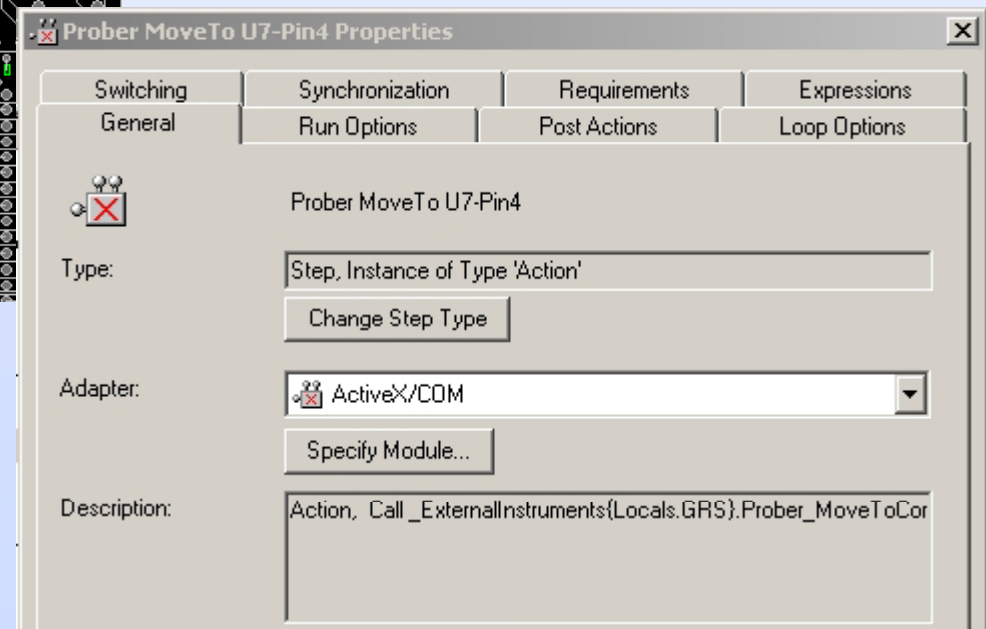 Prober MoveTo U7-Pin4 Properties
Switching Synchronization Requirements Expressions
General Run Options Post Actions Loop Options
Prober MoveTo U7-Pin4
Type: Step, Instance of Type 'Action'
Change Step Type
Adapter: ActiveX/COM
Specify Module...
Description: Action, Call _ExternalInstruments{Locals.GRS}.Prober_MoveToCor